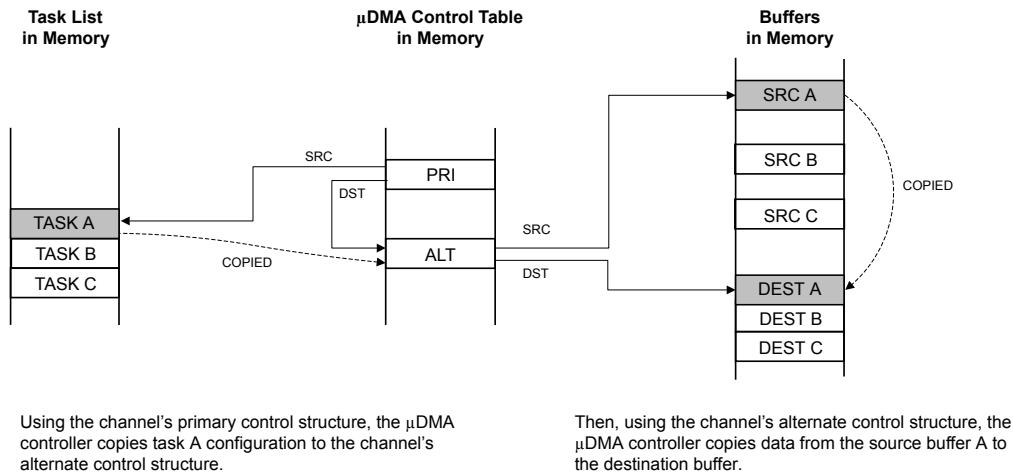 Task List
in Memory
µDMA Control Table
in Memory
Buffers
in Memory
SRC A
SRC B
SRC C
COPIED
SRC
PRI
DST
TASK A
TASK B
TASK C
COPIED
ALT
SRC
DST
DEST A
DEST B
DEST C
Using the channel's primary control structure, the µDMA
controller copies task A configuration to the channel's
alternate control structure.
Then, using the channel's alternate control structure, the
µDMA controller copies data from the source buffer A to
the destination buffer.